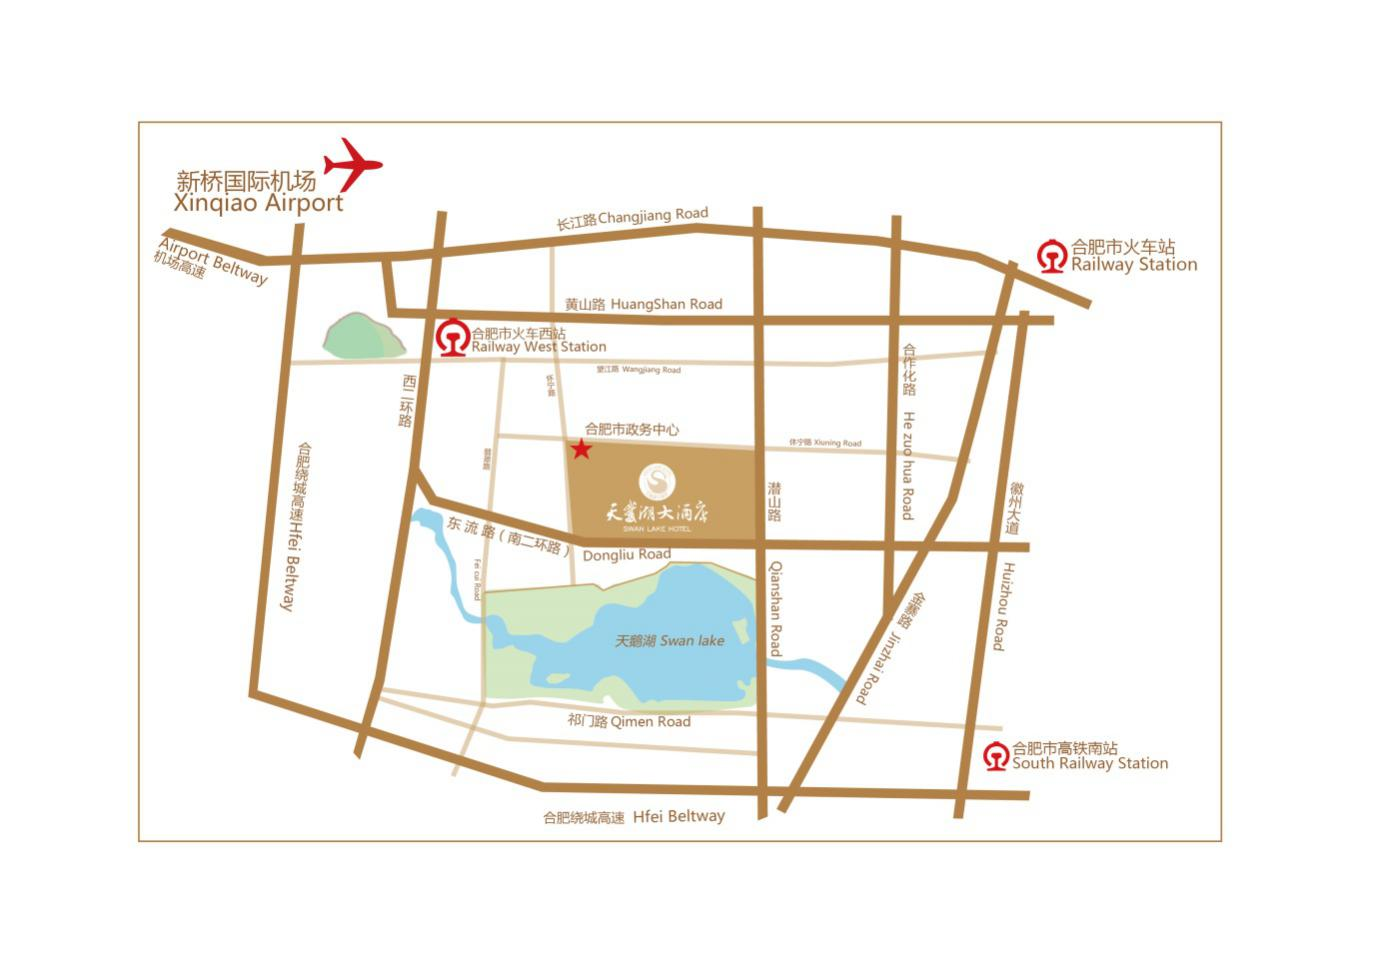 新桥国际机场
Xinqiao Airport
Airport Beltway
机场高速
长江路 Changjiang Road
合肥市火车站
Railway Station
黄山路 HuangShan Road
合肥市火车西站
Railway West Station
望江路 Wangjiang Road
西二环路
怀宁路
合作化路 He zuo hua Road
合肥市政务中心
休宁路 Xiuning Road
合肥绕城高速Hfei Beltway
天鹅湖大酒店
SWAN LAKE HOTEL
潜山路 Qianshan Road
徽州大道 Huizhou Road
东流路(南二环路)
Dongliu Road
Fei cui Road
金寨路 Jinzhai Road
天鹅湖 Swan lake
祁门路 Qimen Road
合肥市高铁南站
South Railway Station
合肥绕城高速 Hfei Beltway